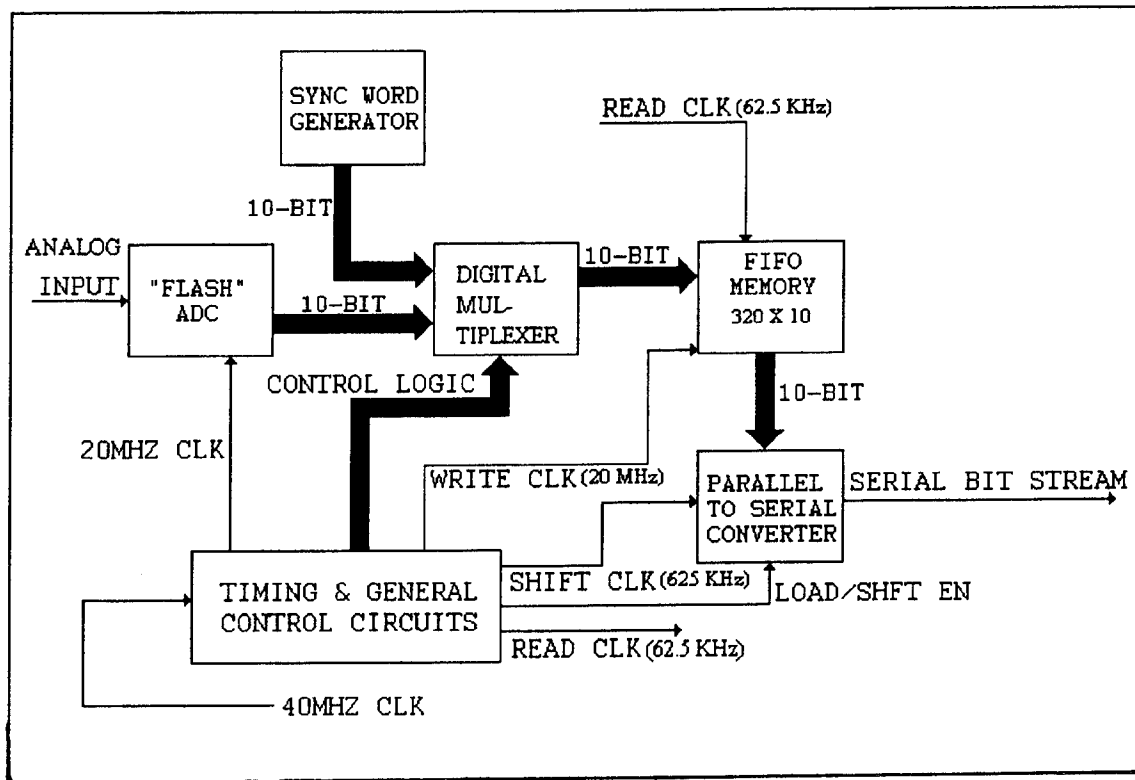 SYNC WORD
GENERATOR
READ CLK (62.5 KHz)
10-BIT
ANALOG
INPUT
"FLASH"
ADC
10-BIT
DIGITAL
MUL-
TIPLEXER
10-BIT
FIFO
MEMORY
320 X 10
CONTROL LOGIC
10-BIT
20MHZ CLK
WRITE CLK (20 MHz)
PARALLEL
TO SERIAL
CONVERTER
SERIAL BIT STREAM
TIMING & GENERAL
CONTROL CIRCUITS
SHIFT CLK (625 KHz)
LOAD/SHFT EN
READ CLK (62.5 KHz)
40MHZ CLK